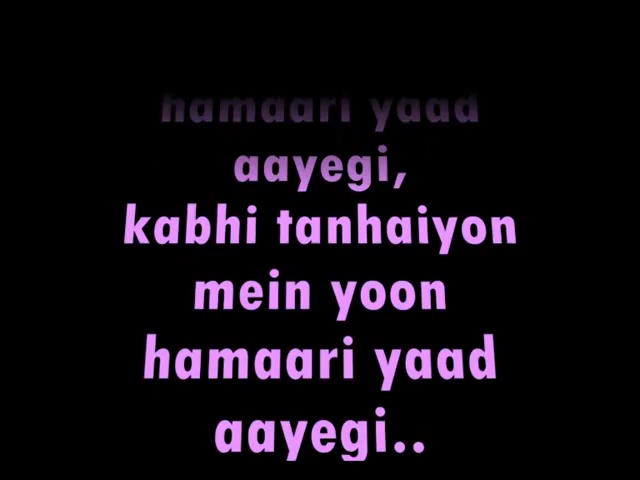 hamaari yaad
aayegi,
kabhi tanhaiyon
mein yoon
hamaari yaad
aayegi..